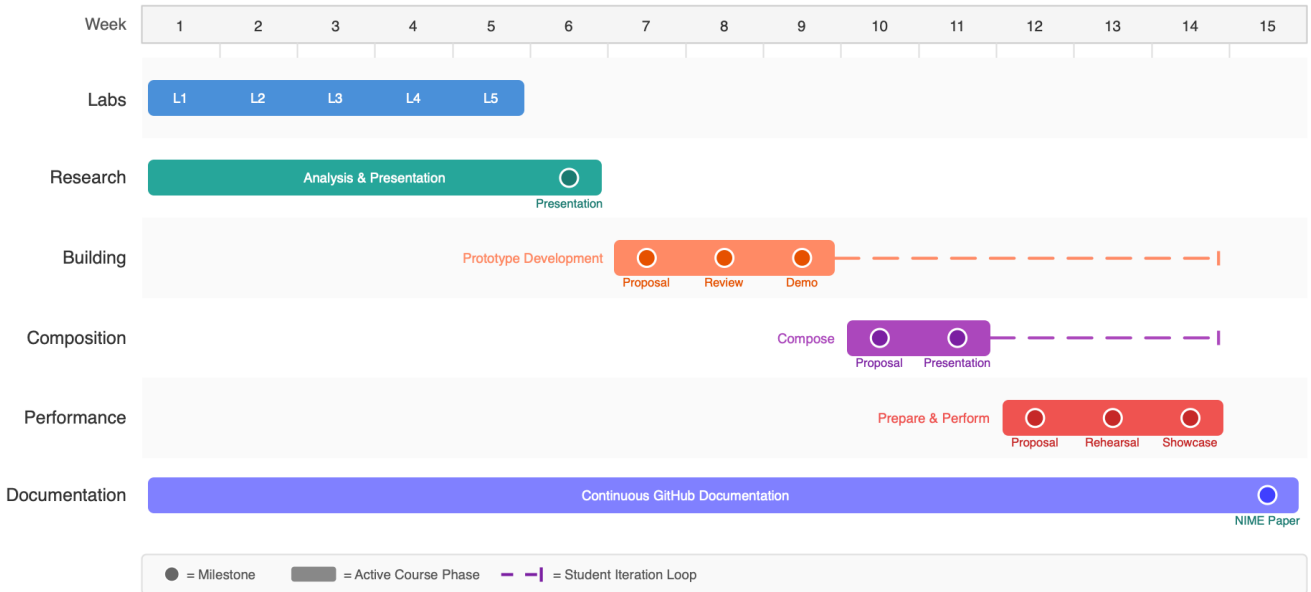 Week 1 2 3 4 5 6 7 8 9 10 11 12 13 14 15
Labs L1 L2 L3 L4 L5
Research Analysis & Presentation
Presentation
Building Prototype Development
Proposal Review Demo
Composition Compose
Proposal Presentation
Performance Prepare & Perform
Proposal Rehearsal Showcase
Documentation Continuous GitHub Documentation
NIME Paper
= Milestone = Active Course Phase = Student Iteration Loop